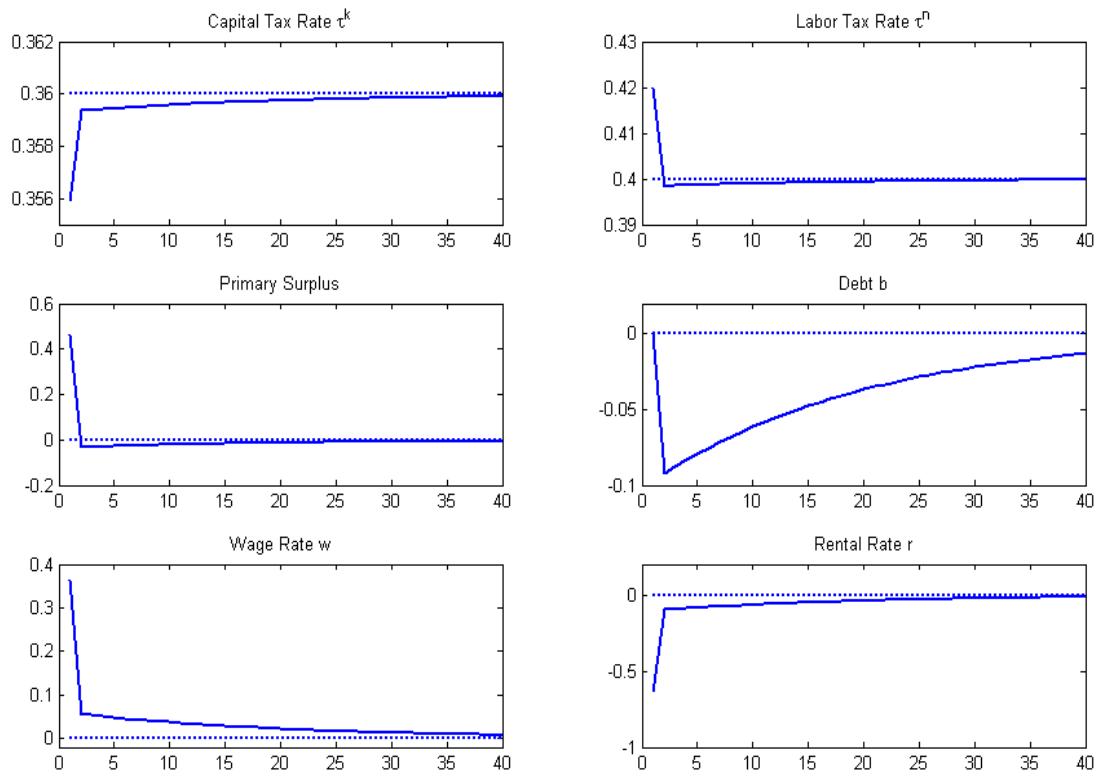 Capital Tax Rate τk
0.362
0.36
0.358
0.356
0 5 10 15 20 25 30 35 40
Labor Tax Rate τn
0.43
0.42
0.41
0.4
0.39
0 5 10 15 20 25 30 35 40
Primary Surplus
0.6
0.4
0.2
0
-0.2
0 5 10 15 20 25 30 35 40
Debt b
0
-0.05
-0.1
0 5 10 15 20 25 30 35 40
Wage Rate w
0.4
0.3
0.2
0.1
0
0 5 10 15 20 25 30 35 40
Rental Rate r
0
-0.5
-1
0 5 10 15 20 25 30 35 40